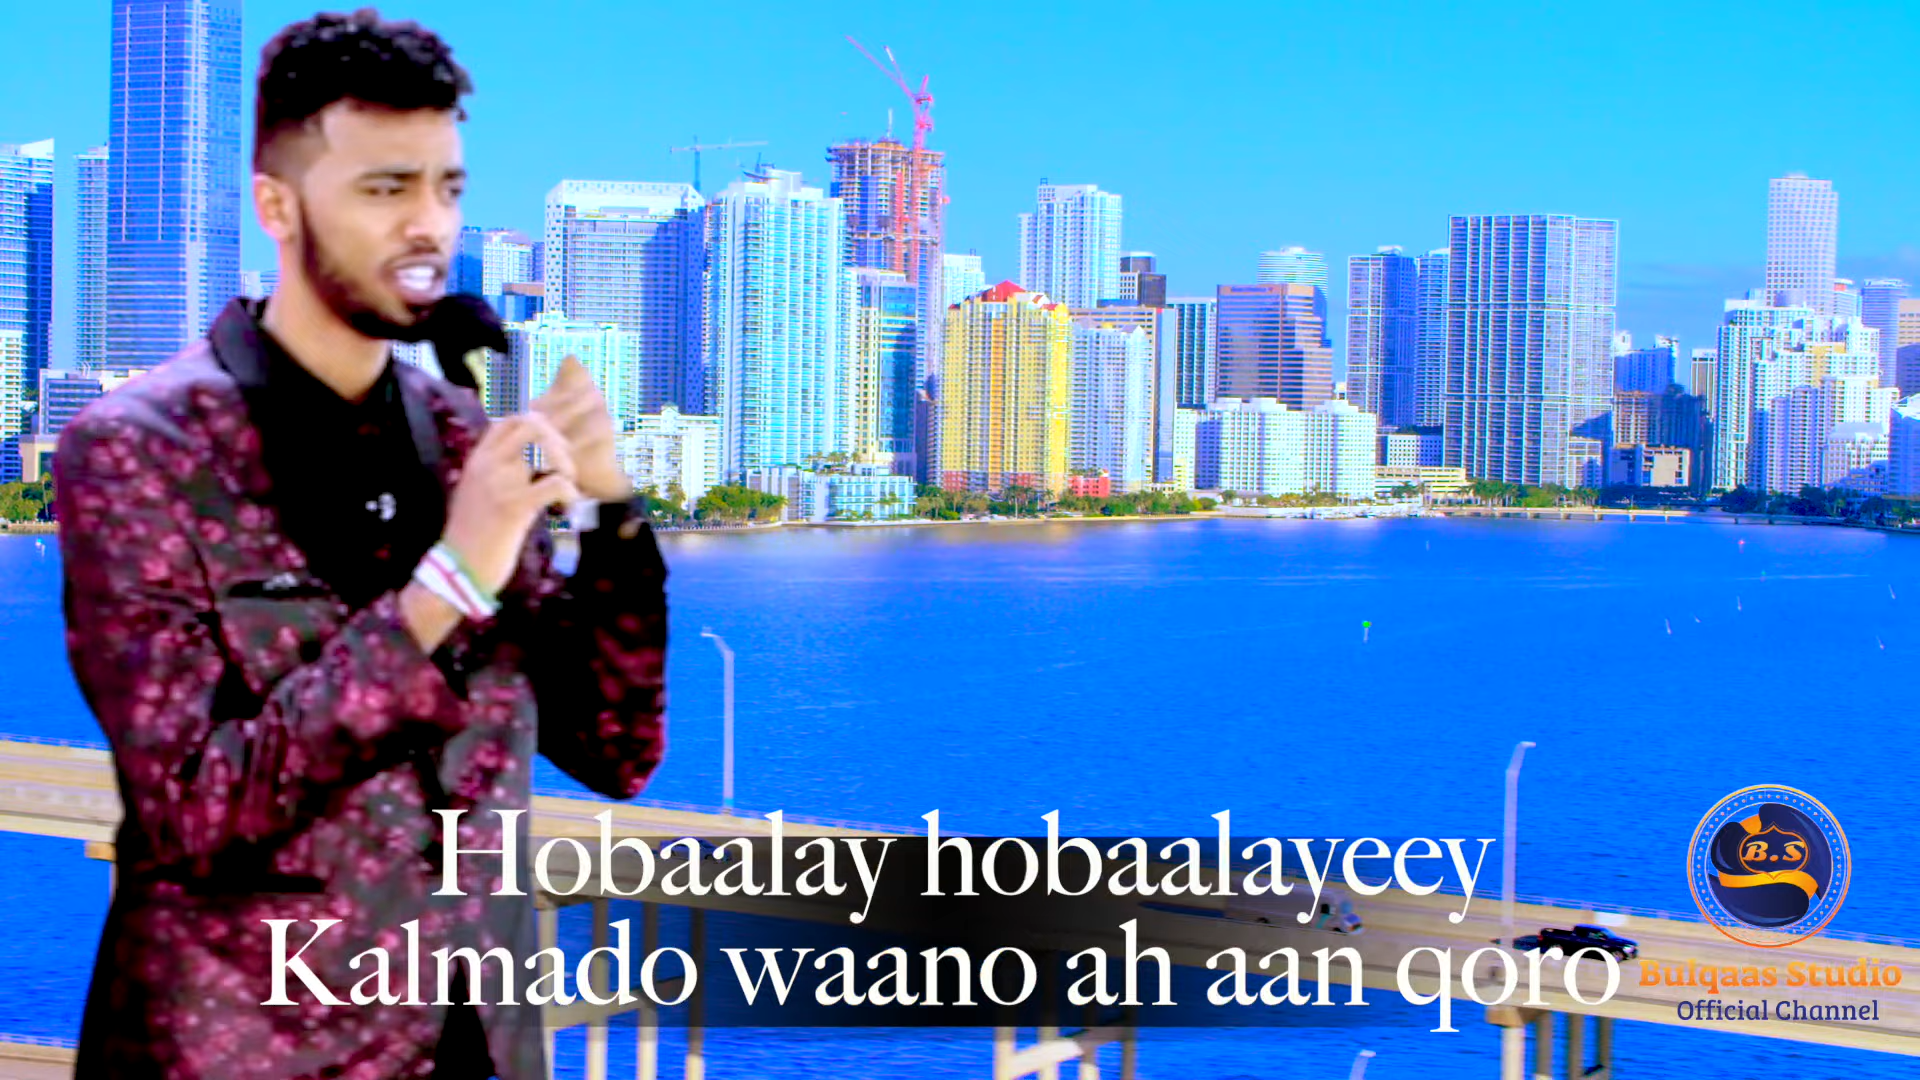 Hobaalay hobaalayeey
Kalmado waano ah aan qoro
B.S
Bulqaas Studio
Official Channel